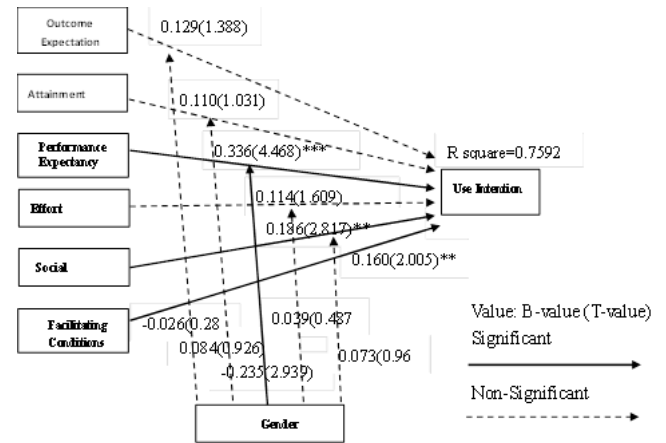 Outcome
Expectation
0.129(1.388)
Attainment
0.110(1.031)
Performance
Expectancy
0.336(4.468)***
R square=0.7592
Use Intention
Effort
0.114(1.609)
0.186(2.817)**
Social
0.160(2.005)**
Facilitating
Conditions
-0.026(0.28
0.039(0.487
0.084(0.926)
0.073(0.96
-0.235(2.939)
Value: B-value (T-value)
Significant
Non-Significant
Gender